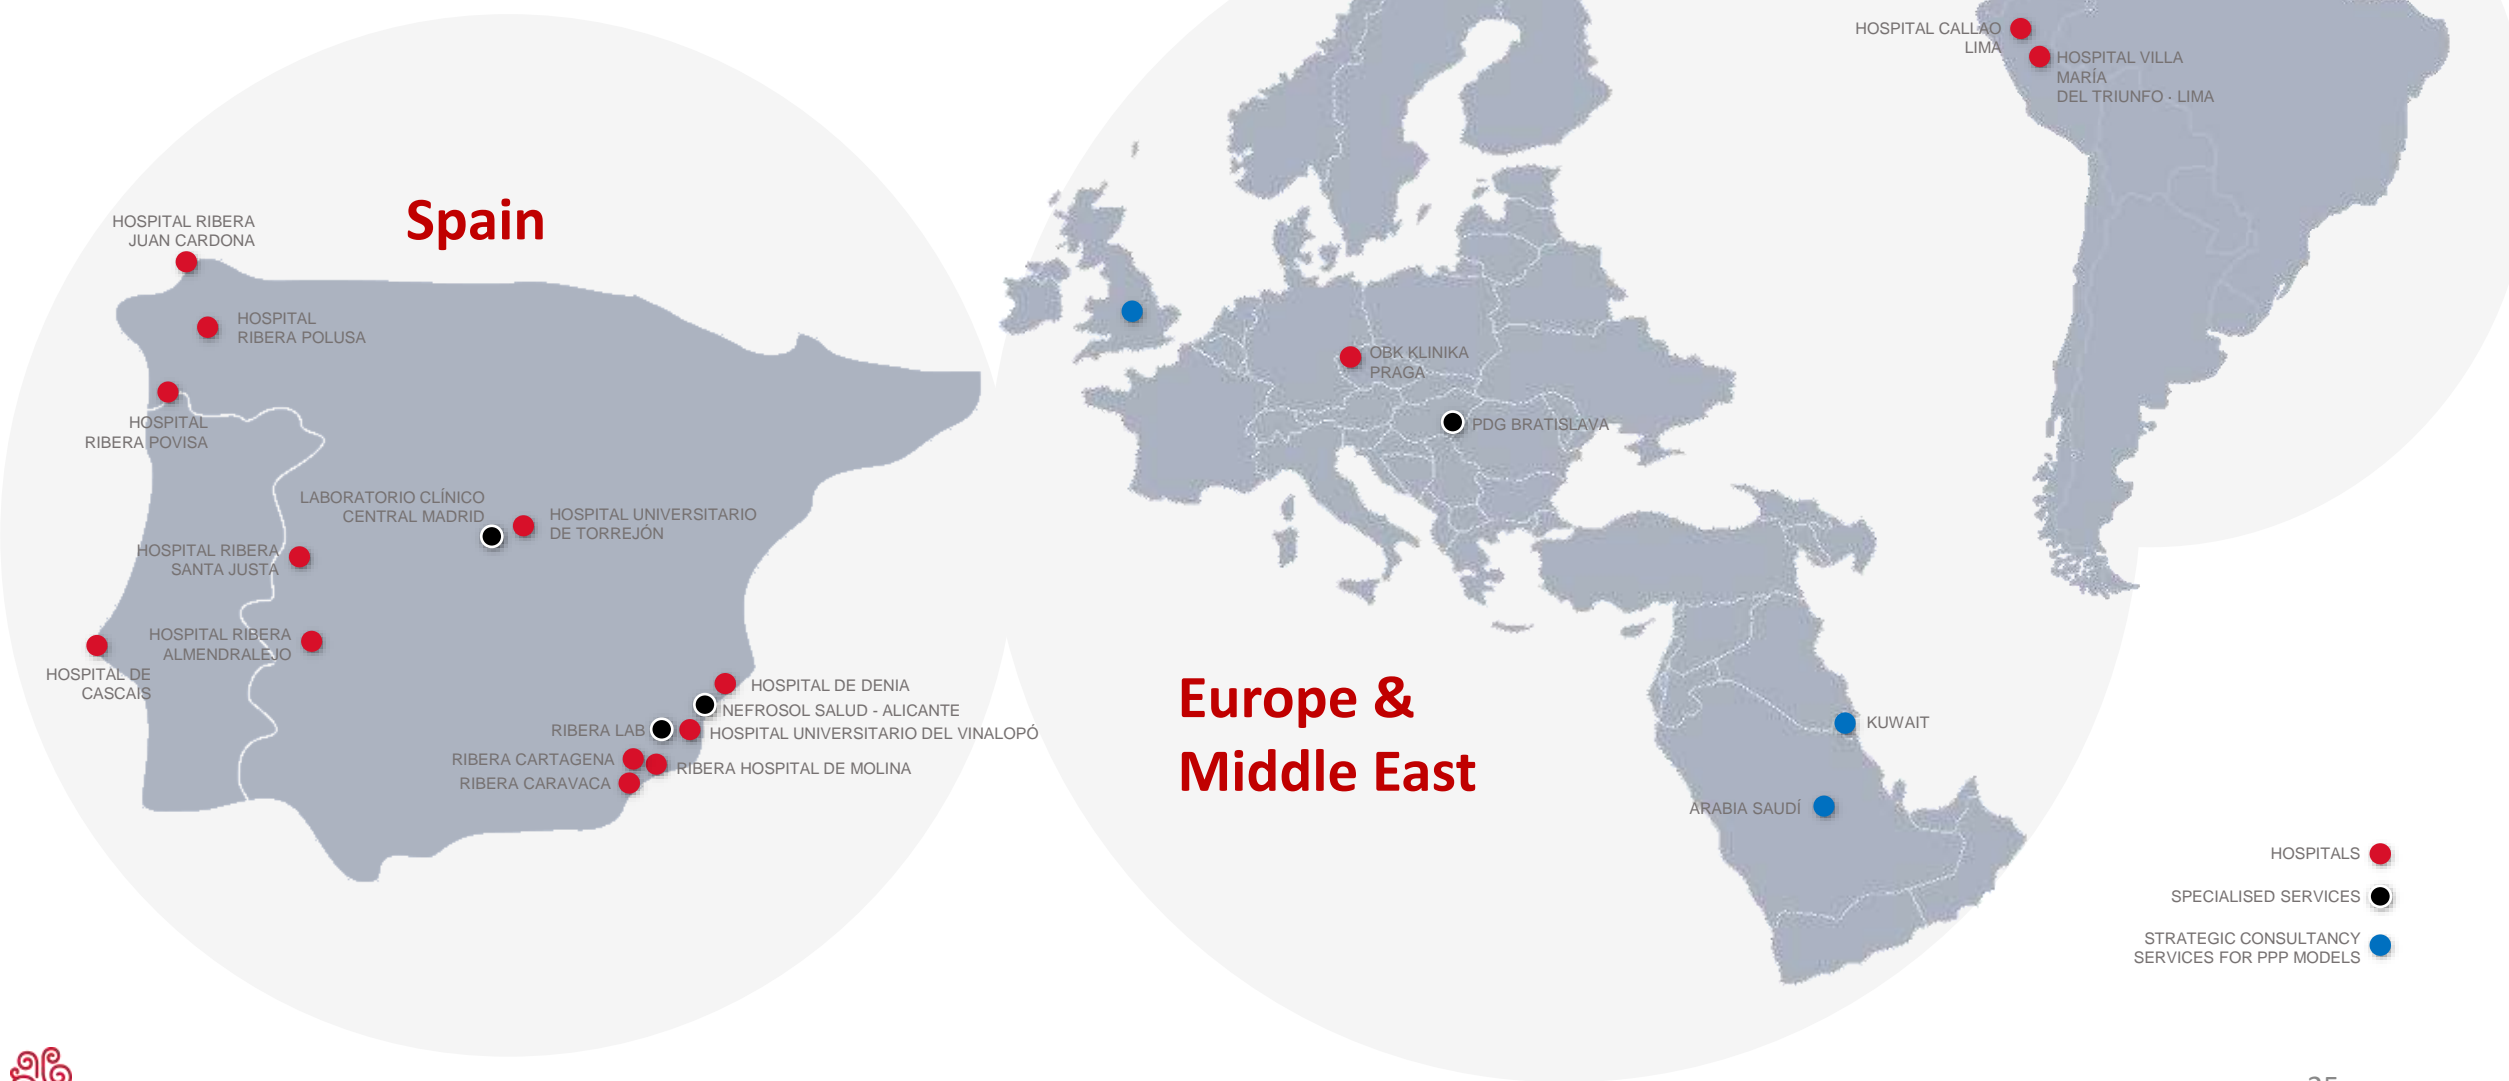 Spain
HOSPITAL RIBERA
JUAN CARDONA
HOSPITAL
RIBERA POLUSA
HOSPITAL
RIBERA POVISA
LABORATORIO CLÍNICO
CENTRAL MADRID
HOSPITAL UNIVERSITARIO
DE TORREJÓN
HOSPITAL RIBERA
SANTA JUSTA
HOSPITAL RIBERA
ALMENDRALEJO
HOSPITAL DE
CASCAIS
HOSPITAL DE DENIA
NEFROSOL SALUD - ALICANTE
RIBERA LAB
HOSPITAL UNIVERSITARIO DEL VINALOPÓ
RIBERA CARTAGENA
RIBERA HOSPITAL DE MOLINA
RIBERA CARAVACA
OBK KLINIKA
PRAGA
PDG BRATISLAVA
Europe &
Middle East
KUWAIT
ARABIA SAUDÍ
HOSPITAL CALLAO
LIMA
HOSPITAL VILLA
MARÍA
DEL TRIUNFO · LIMA
HOSPITALS
SPECIALISED SERVICES
STRATEGIC CONSULTANCY
SERVICES FOR PPP MODELS